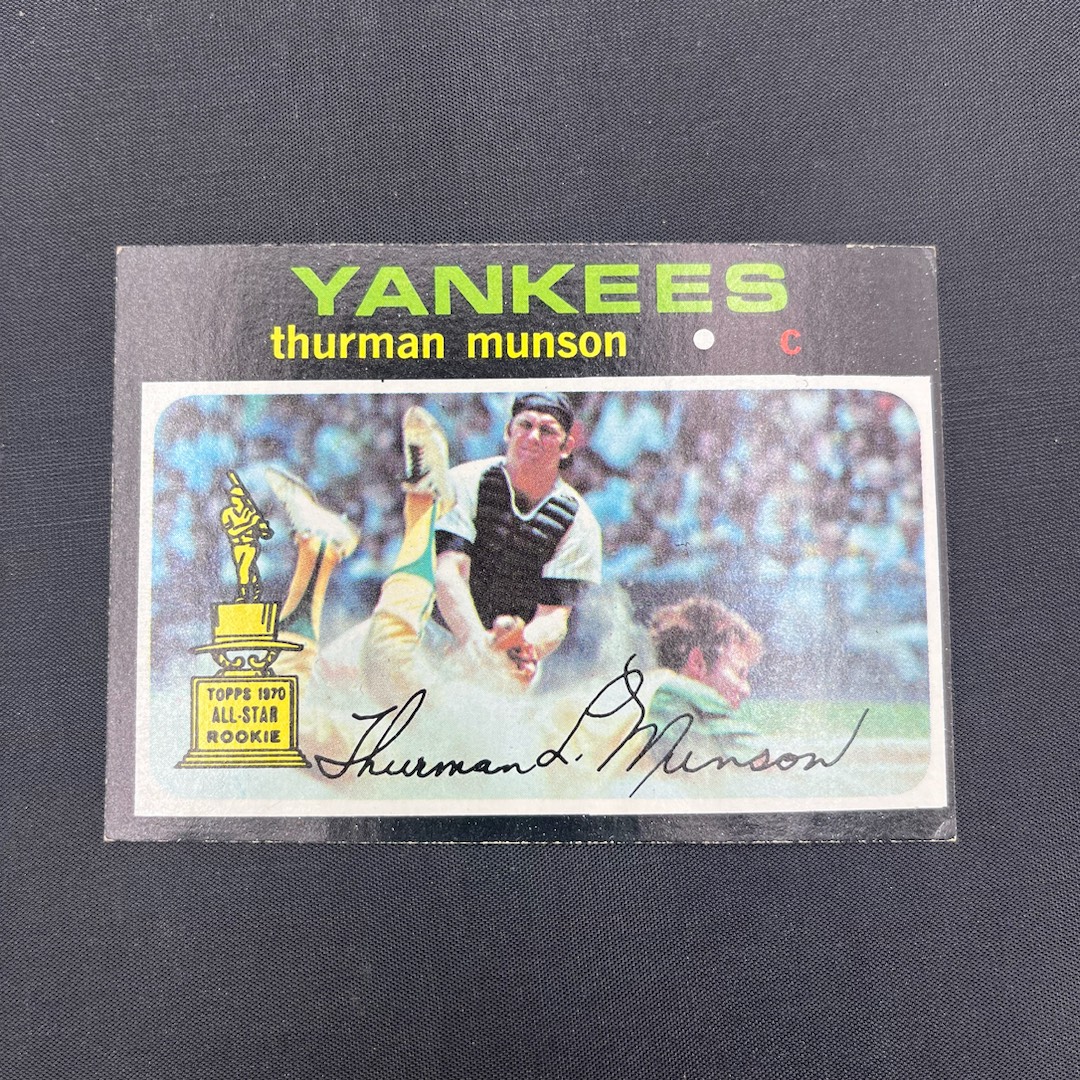 YANKEES
thurman munson • c
TOPPS 1970
ALL-STAR
ROOKIE
Thurman L. Munson